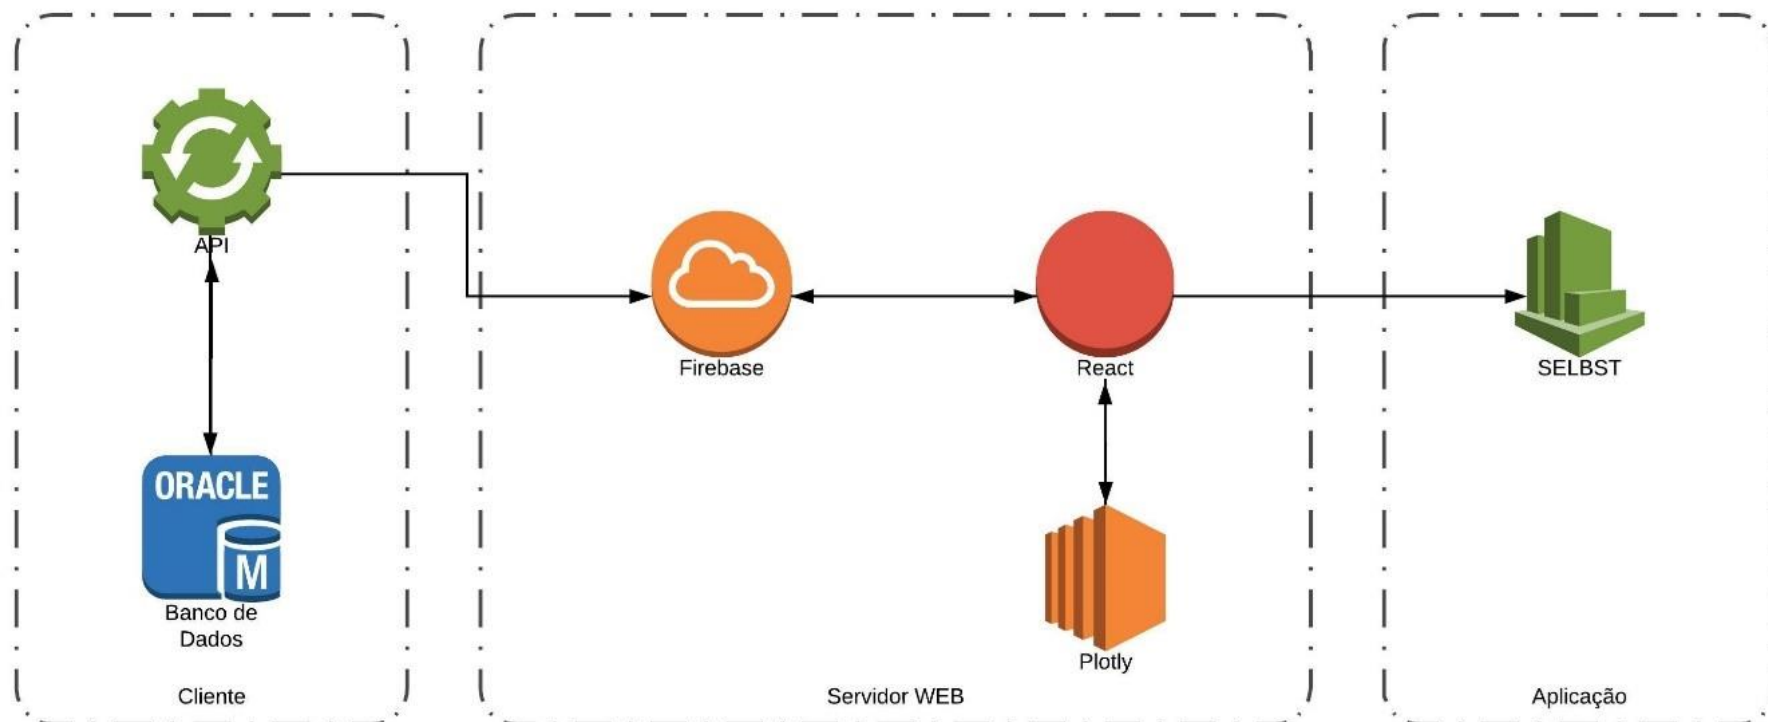 API
ORACLE
M
Banco de
Dados
Cliente
Firebase
React
Plotly
Servidor WEB
SELBST
Aplicação